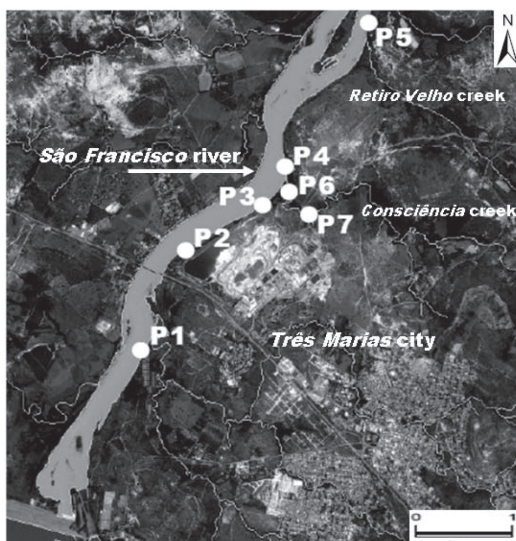 N
P5
Retiro Velho creek
São Francisco river
P4
P6
P3
Consciência creek
P7
P2
Três Marias city
P1
0 1